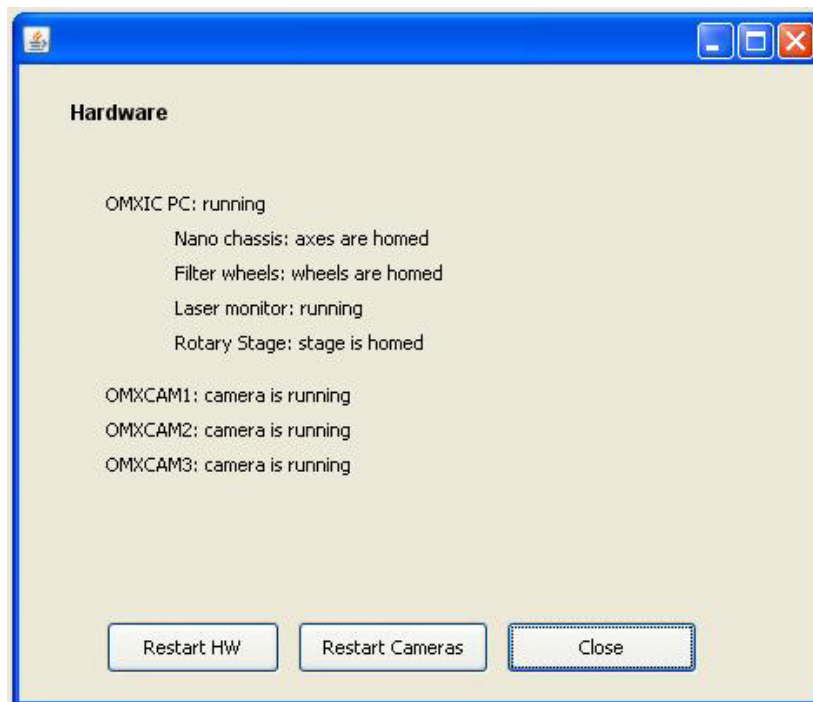 Hardware
OMXIC PC: running
Nano chassis: axes are homed
Filter wheels: wheels are homed
Laser monitor: running
Rotary Stage: stage is homed
OMXCAM1: camera is running
OMXCAM2: camera is running
OMXCAM3: camera is running
Restart HW Restart Cameras Close